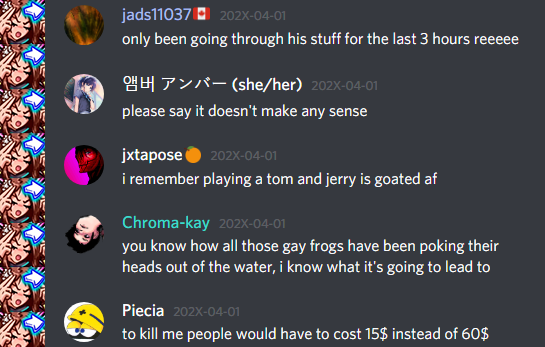 jads11037🇨🇦 202X-04-01
only been going through his stuff for the last 3 hours reeeee
앰버 アンバー (she/her) 202X-04-01
please say it doesn't make any sense
jxtapose🍊 202X-04-01
i remember playing a tom and jerry is goated af
Chroma-kay 202X-04-01
you know how all those gay frogs have been poking their
heads out of the water, i know what it's going to lead to
Piecia 202X-04-01
to kill me people would have to cost 15$ instead of 60$